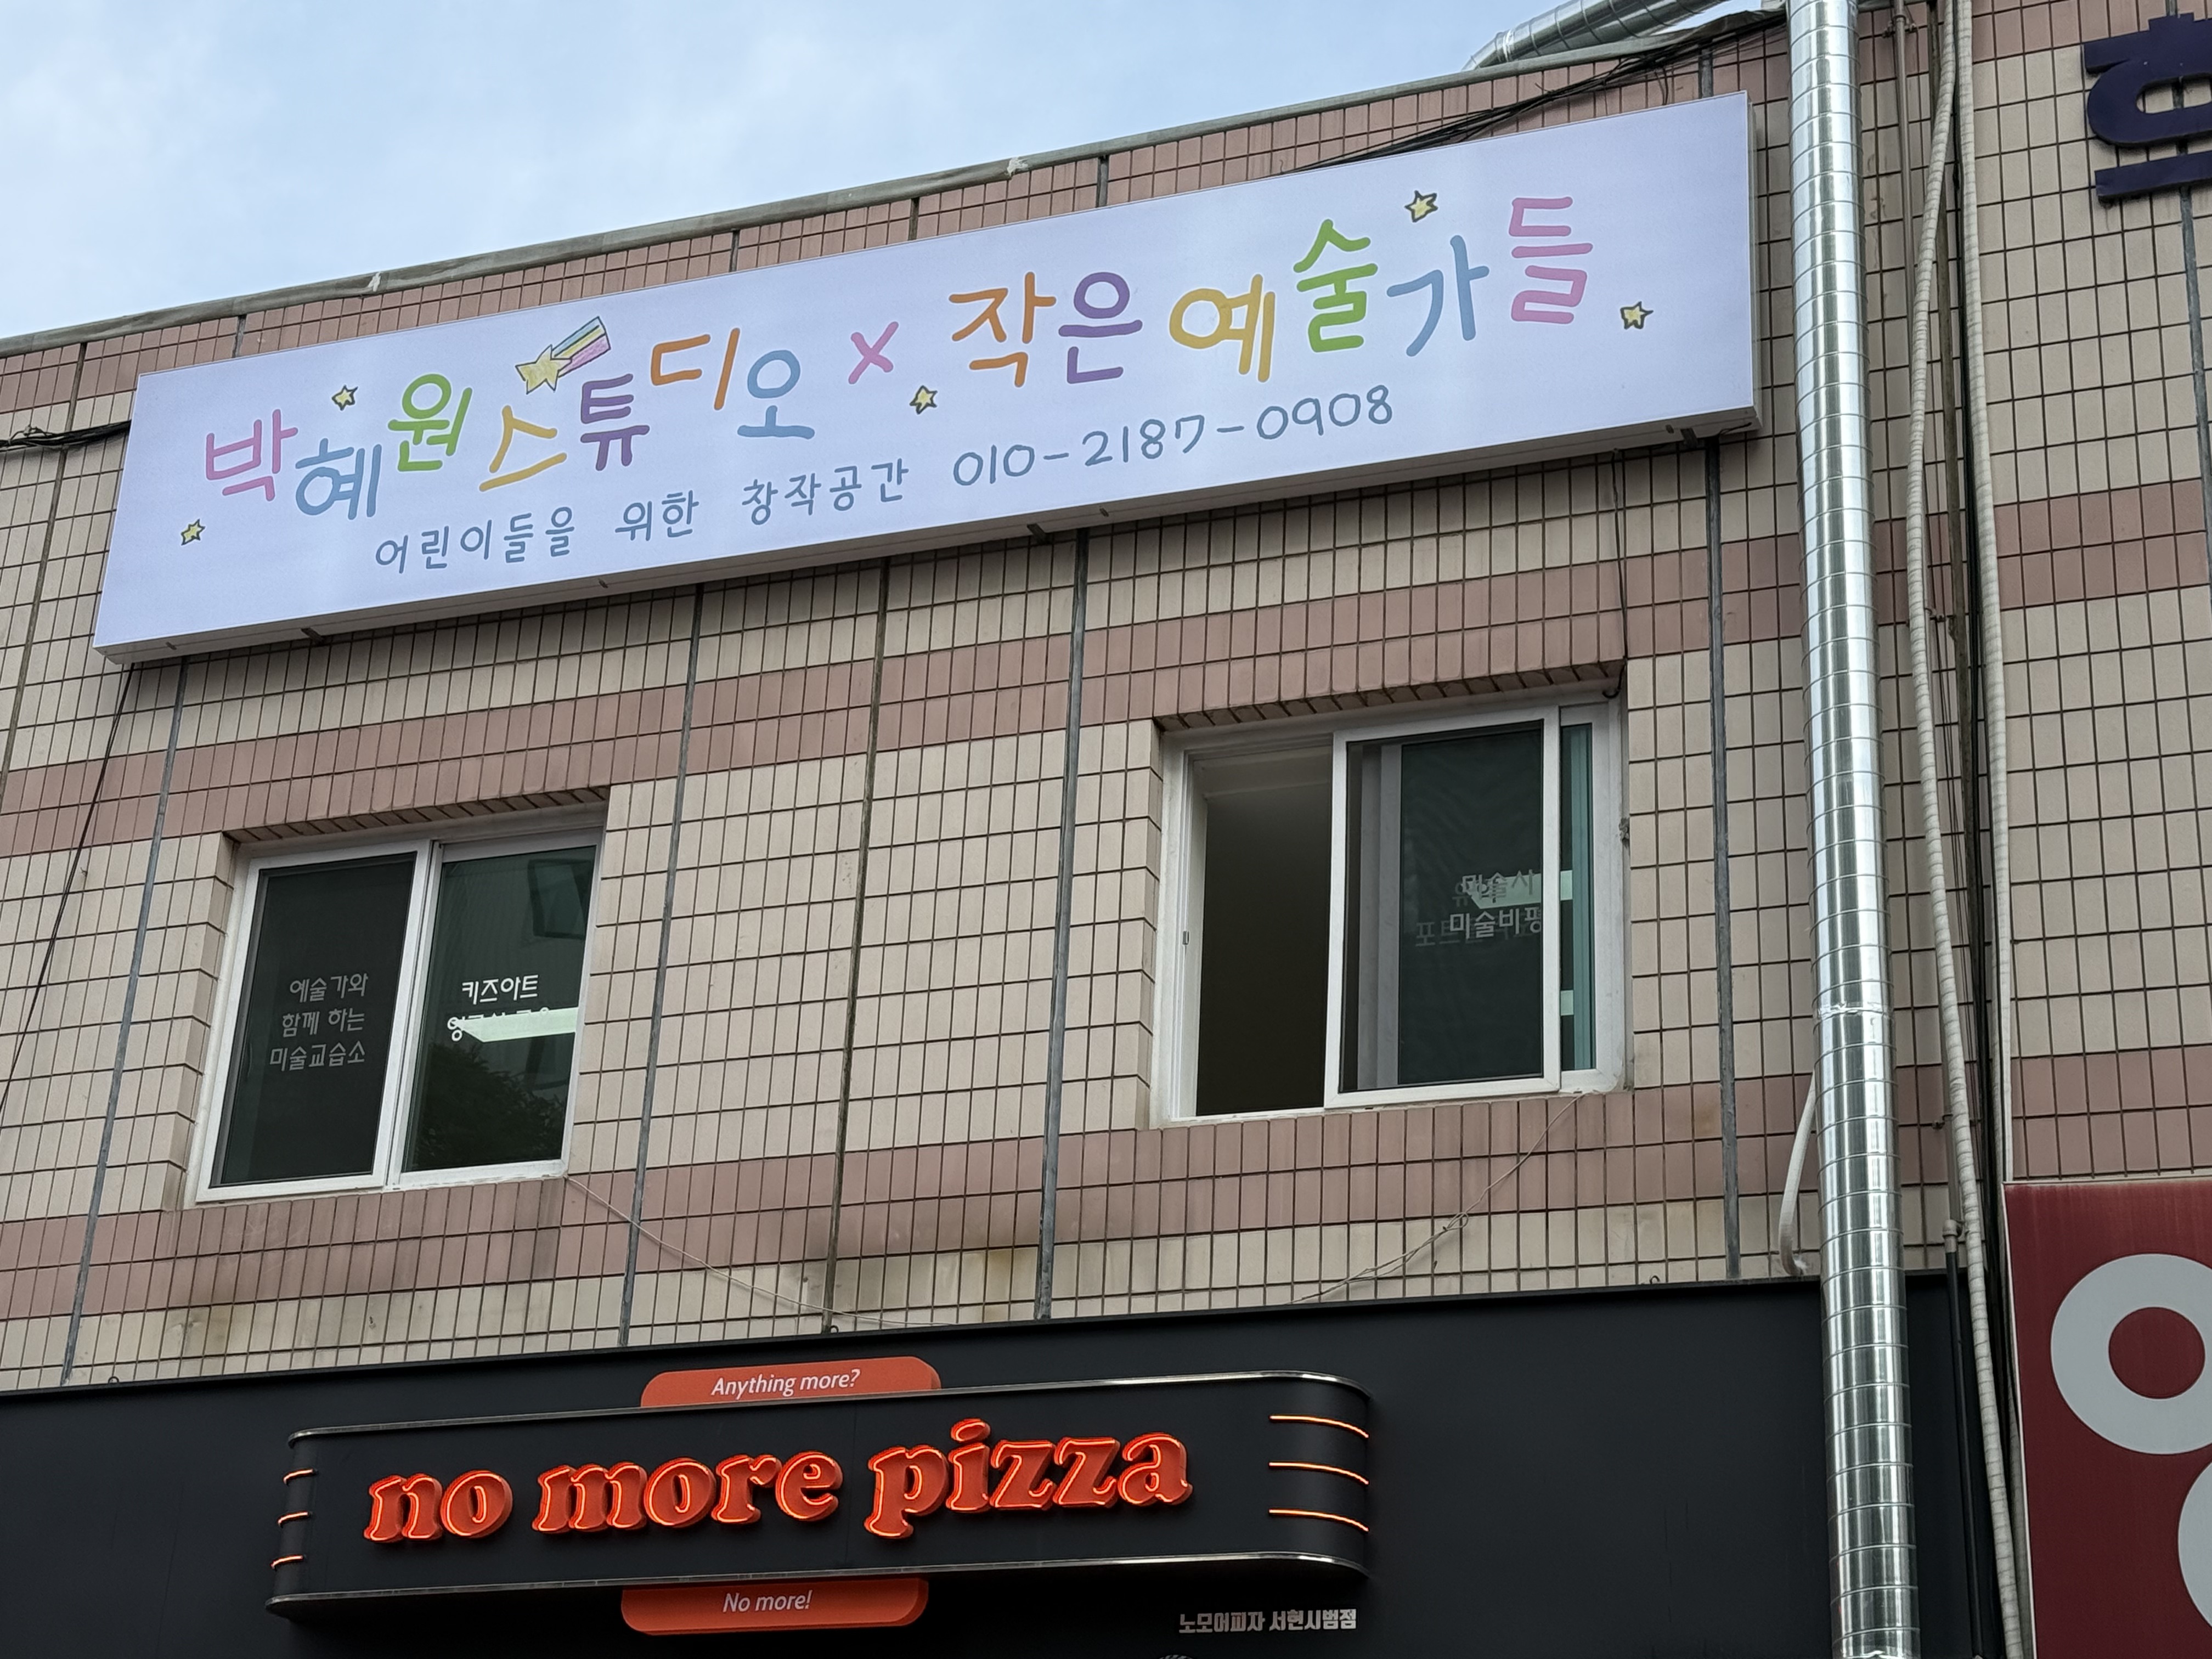 박혜원스튜디오 x 작은예술가들
어린이들을 위한 창작공간 010-2187-0908
예술가와
함께 하는
미술교습소
키즈아트
미술비평
Anything more?
no more pizza
No more!
노모어피자 서현시범점